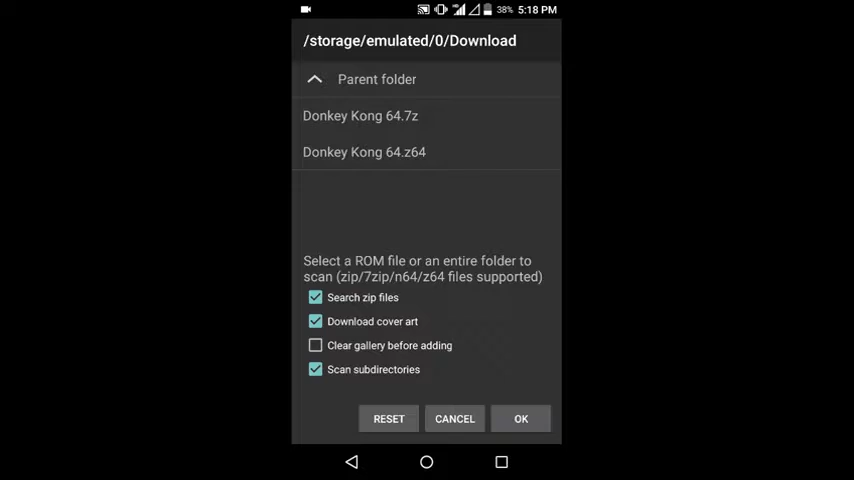 38% 5:18 PM
/storage/emulated/0/Download
Parent folder
Donkey Kong 64.7z
Donkey Kong 64.z64
Select a ROM file or an entire folder to
scan (zip/7zip/n64/z64 files supported)
Search zip files
Download cover art
Clear gallery before adding
Scan subdirectories
RESET CANCEL OK